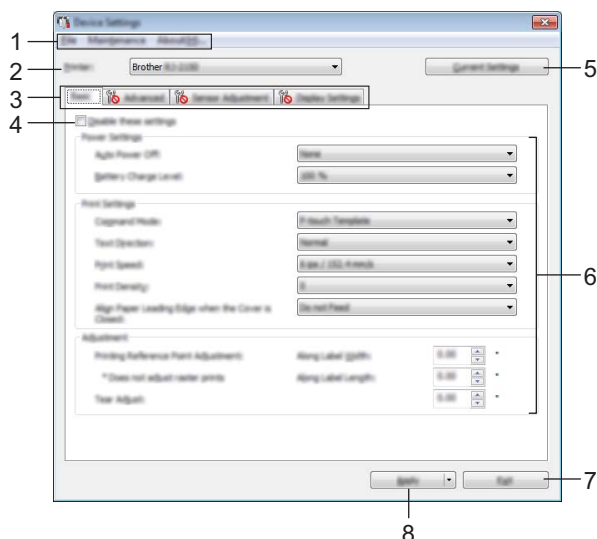 Device Settings
1
File Maintenance
2
Printer: Brother
Current Settings
5
3
Advanced Sensor Adjustment Display Settings
4
Disable these settings
Power Settings
Auto Power Off:
None
Battery Charge Level:
100 %
Print Settings
Command Mode:
P-touch Template
Text Direction:
Normal
Print Speed:
6
Print Density:
Align Paper Leading Edge when the Cover is Closed:
Do not Feed
Adjustment
Printing Reference Point Adjustment:
Along Label Width:
0.00 "
* Does not adjust raster prints
Along Label Length:
0.00 "
Tear Adjust:
0.00 "
Apply
Exit
7
8